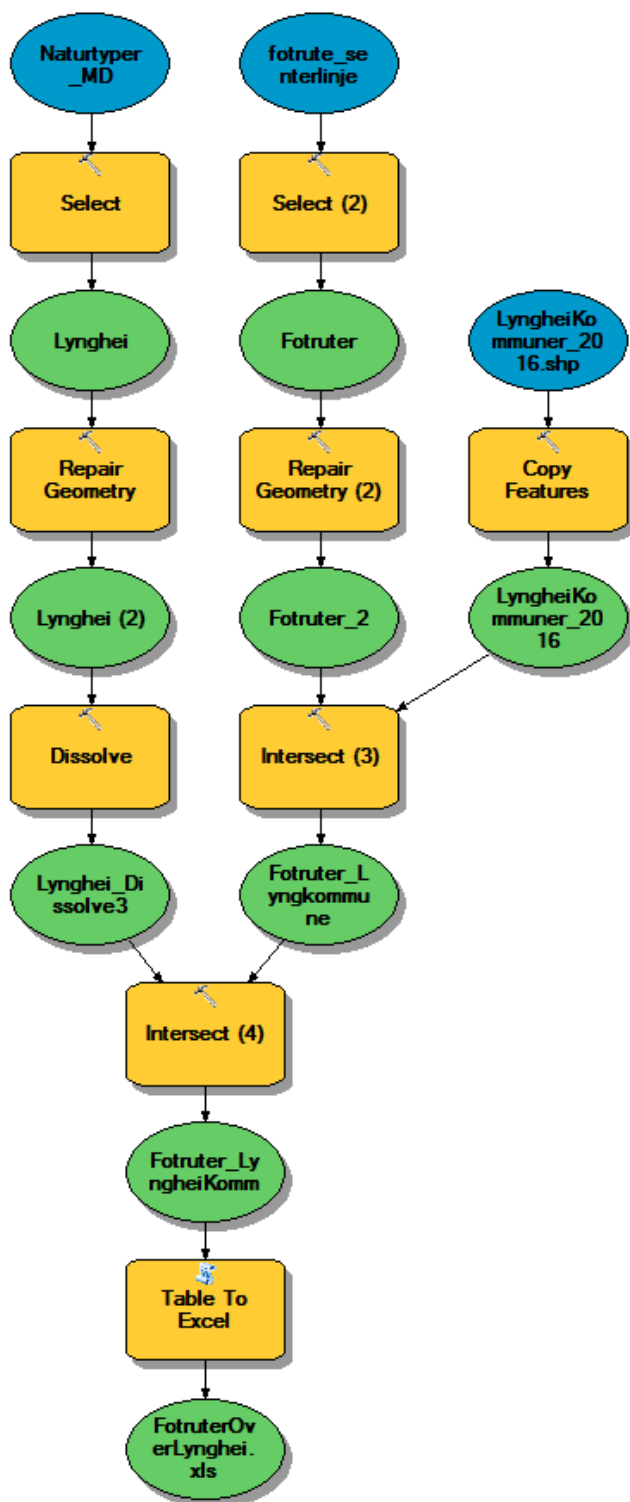 Naturtyper
_MD
fotrute_se
nterlinje
Select
Select (2)
Lynghei
Fotruter
LyngheiKo
mmuner_20
16.shp
Repair
Geometry
Repair
Geometry (2)
Copy
Features
Lynghei (2)
Fotruter_2
LyngheiKo
mmuner_20
16
Dissolve
Intersect (3)
Lynghei_Di
ssolve3
Fotruter_L
yngkommu
ne
Intersect (4)
Fotruter_Ly
ngheiKomm
Table To
Excel
FotruterOv
erLynghei.
xls